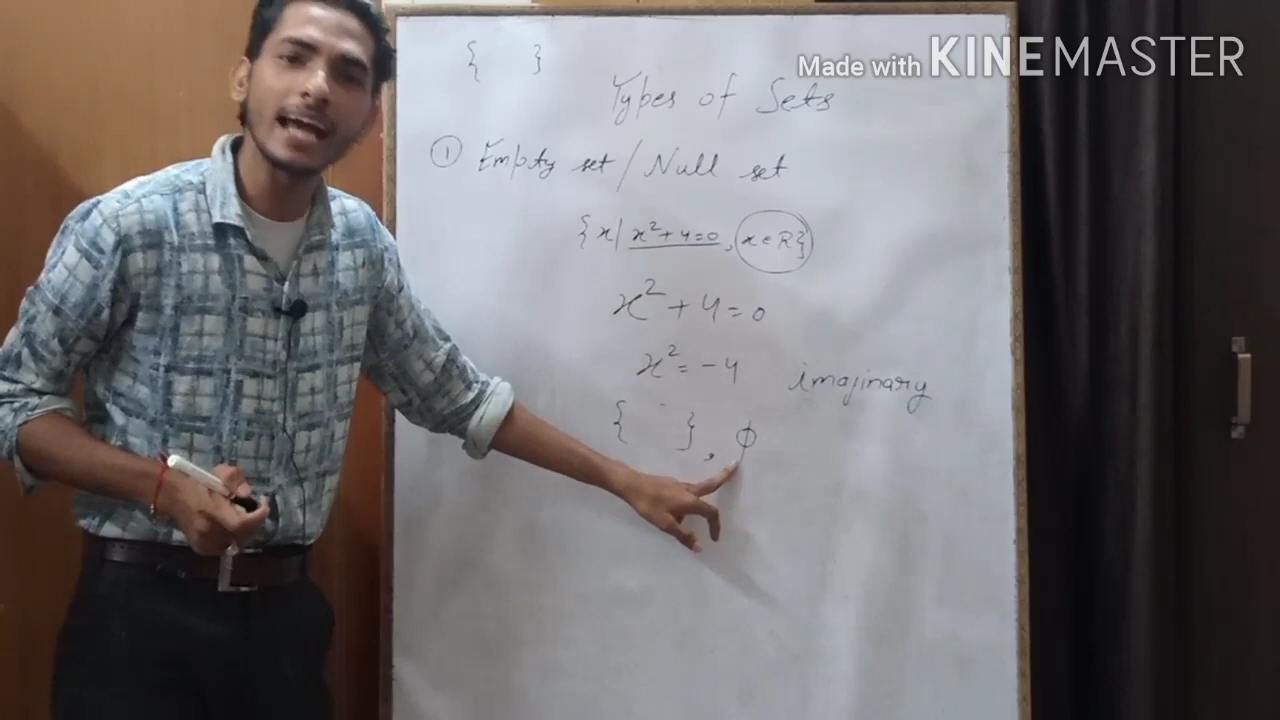 Made with KINEMASTER
{ }
Types of Sets
① Empty set / Null set
{x | x²+4=0, x ∈ R}
x² + 4 = 0
x² = -4 imajinary
{ }, ϕ